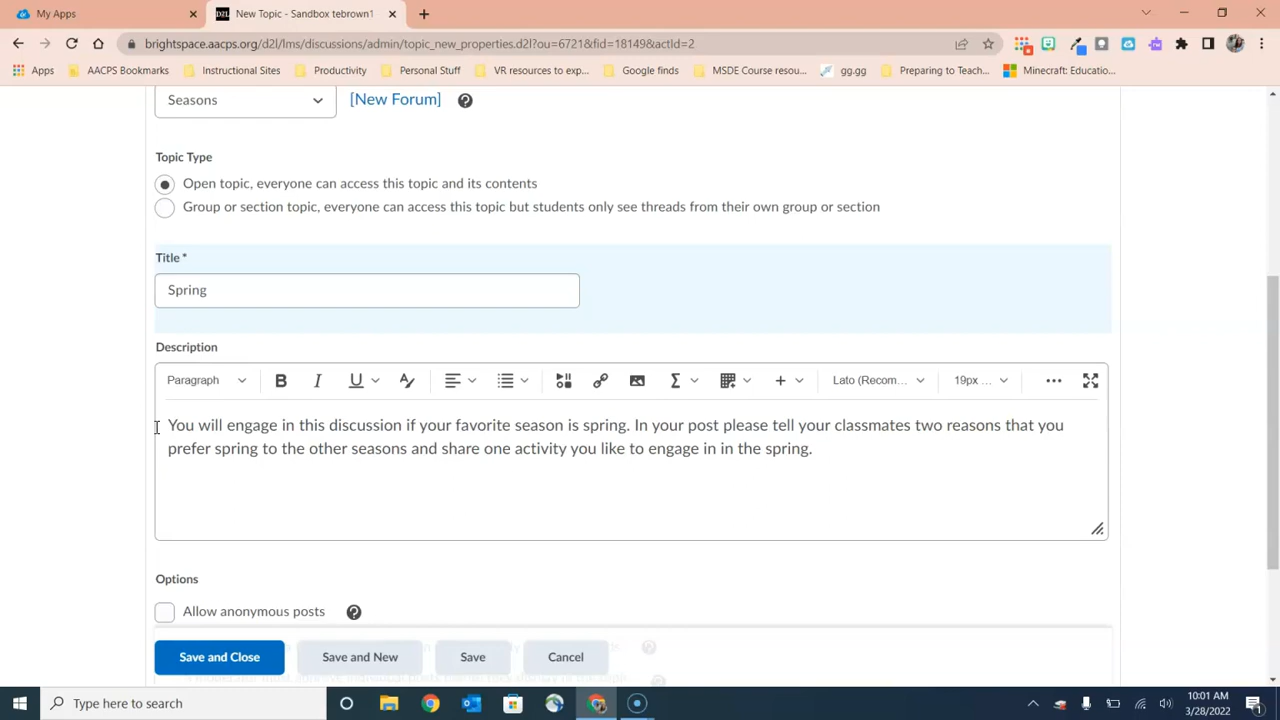 My Apps
New Topic - Sandbox tebrown1
brightspace.aacps.org/d2l/lms/discussions/admin/topic_new_properties.d2l?ou=6721&fid=18149&actId=2
Apps
AACPS Bookmarks
Instructional Sites
Productivity
Personal Stuff
VR resources to exp...
Google finds
MSDE Course resou...
gg.gg
Preparing to Teach...
Minecraft: Educatio...
Seasons
[New Forum]
Topic Type
Open topic, everyone can access this topic and its contents
Group or section topic, everyone can access this topic but students only see threads from their own group or section
Title *
Spring
Description
Paragraph
Lato (Recom...
19px ...
You will engage in this discussion if your favorite season is spring. In your post please tell your classmates two reasons that you
prefer spring to the other seasons and share one activity you like to engage in in the spring.
Options
Allow anonymous posts
Save and Close
Save and New
Save
Cancel
Type here to search
10:01 AM
3/28/2022